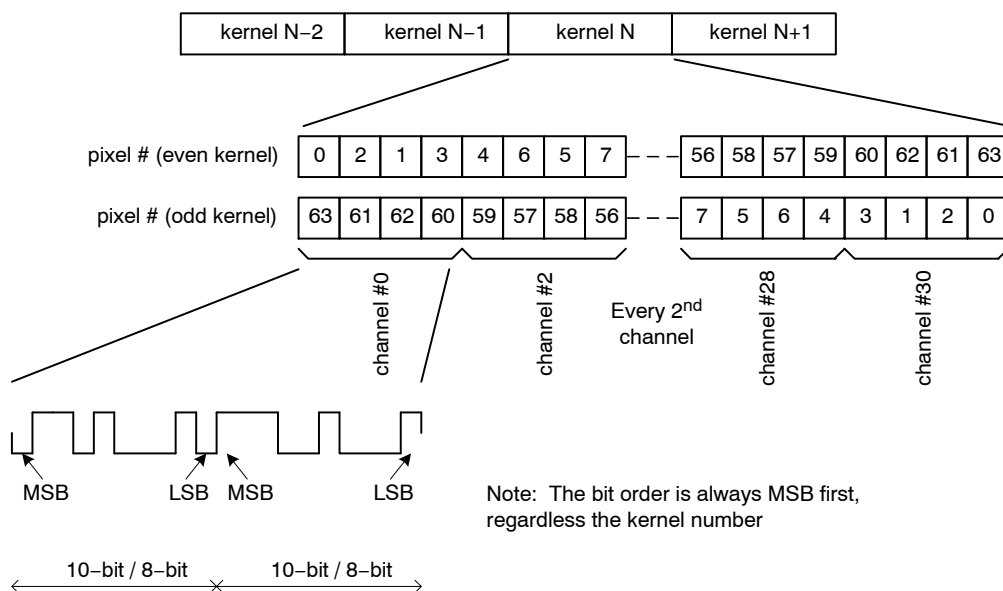 kernel N−2 kernel N−1 kernel N kernel N+1
pixel # (even kernel) 0 2 1 3 4 6 5 7 56 58 57 59 60 62 61 63
pixel # (odd kernel) 63 61 62 60 59 57 58 56 7 5 6 4 3 1 2 0
channel #0
channel #2
Every 2nd
channel
channel #28
channel #30
MSB LSB MSB LSB
Note: The bit order is always MSB first,
regardless the kernel number
10−bit / 8−bit 10−bit / 8−bit